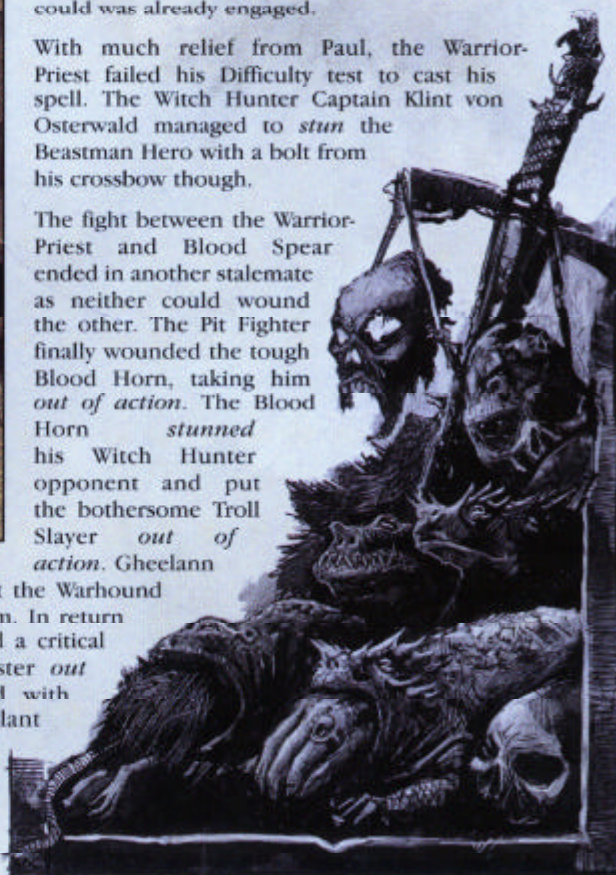 could was already engaged.
With much relief from Paul, the Warrior-
Priest failed his Difficulty test to cast his
spell. The Witch Hunter Captain Klint von
Osterwald managed to stun the
Beastman Hero with a bolt from
his crossbow though.
The fight between the Warrior-
Priest and Blood Spear
ended in another stalemate
as neither could wound
the other. The Pit Fighter
finally wounded the tough
Blood Horn, taking him
out of action. The Blood
Horn stunned
his Witch Hunter
opponent and put
the bothersome Troll
Slayer out of
action. Gheelann
the Warhound
In return
a critical
out
with